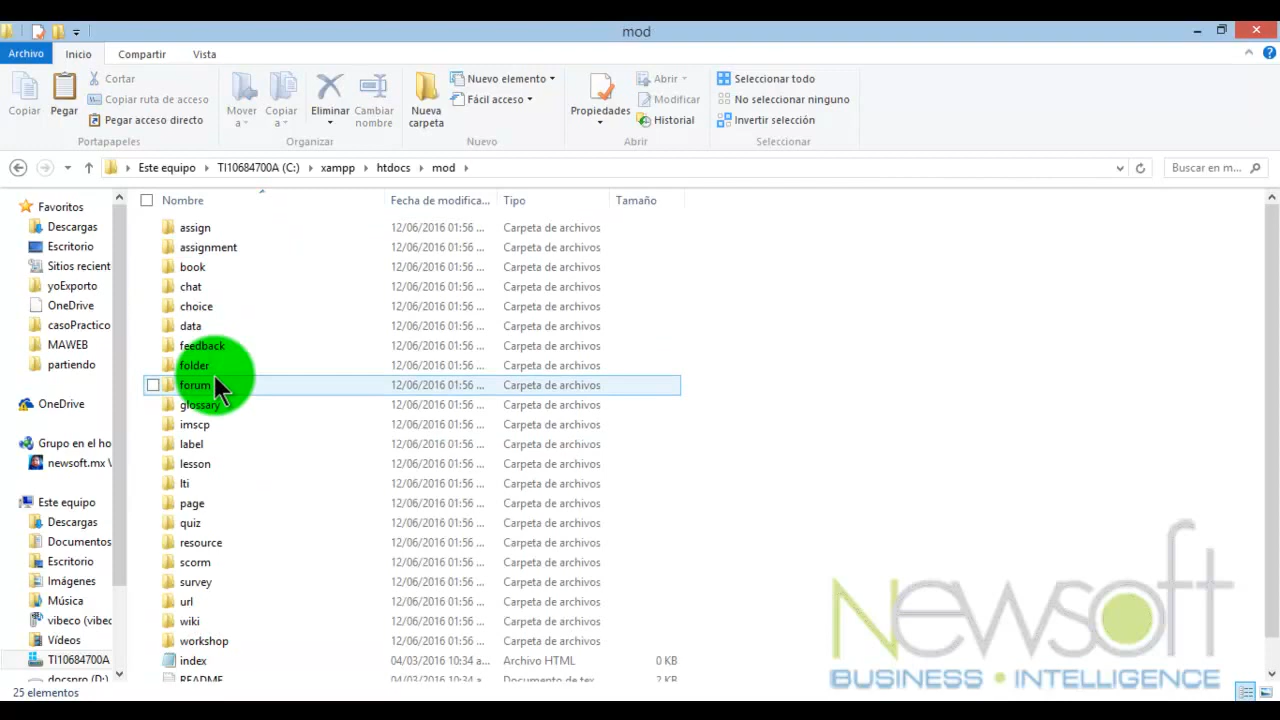 mod
Archivo Inicio Compartir Vista
Copiar
Pegar
Cortar
Copiar ruta de acceso
Pegar acceso directo
Portapapeles
Mover a
Copiar a
Eliminar
Cambiar nombre
Organizar
Nueva carpeta
Nuevo elemento
Fácil acceso
Nuevo
Propiedades
Abrir
Modificar
Historial
Abrir
Seleccionar todo
No seleccionar ninguno
Invertir selección
Seleccionar
Este equipo TI10684700A (C:) xampp htdocs mod
Buscar en m...
Favoritos
Descargas
Escritorio
Sitios recient
yoExporto
OneDrive
casoPractico
MAWEB
partiendo
OneDrive
Grupo en el ho
newsoft.mx \
Este equipo
Descargas
Documentos
Escritorio
Imágenes
Música
vibeco (vibec
Vídeos
TI10684700A
docspro (D:)
Nombre Fecha de modifica... Tipo Tamaño
assign 12/06/2016 01:56 ... Carpeta de archivos
assignment 12/06/2016 01:56 ... Carpeta de archivos
book 12/06/2016 01:56 ... Carpeta de archivos
chat 12/06/2016 01:56 ... Carpeta de archivos
choice 12/06/2016 01:56 ... Carpeta de archivos
data 12/06/2016 01:56 ... Carpeta de archivos
feedback 12/06/2016 01:56 ... Carpeta de archivos
folder 12/06/2016 01:56 ... Carpeta de archivos
forum 12/06/2016 01:56 ... Carpeta de archivos
glossary 12/06/2016 01:56 ... Carpeta de archivos
imscp 12/06/2016 01:56 ... Carpeta de archivos
label 12/06/2016 01:56 ... Carpeta de archivos
lesson 12/06/2016 01:56 ... Carpeta de archivos
lti 12/06/2016 01:56 ... Carpeta de archivos
page 12/06/2016 01:56 ... Carpeta de archivos
quiz 12/06/2016 01:56 ... Carpeta de archivos
resource 12/06/2016 01:56 ... Carpeta de archivos
scorm 12/06/2016 01:56 ... Carpeta de archivos
survey 12/06/2016 01:56 ... Carpeta de archivos
url 12/06/2016 01:56 ... Carpeta de archivos
wiki 12/06/2016 01:56 ... Carpeta de archivos
workshop 12/06/2016 01:56 ... Carpeta de archivos
index 04/03/2016 10:34 a... Archivo HTML 0 KB
README 04/03/2016 10:34 a... Documento de tex... 2 KB
25 elementos
Newsoft
BUSINESS • INTELLIGENCE